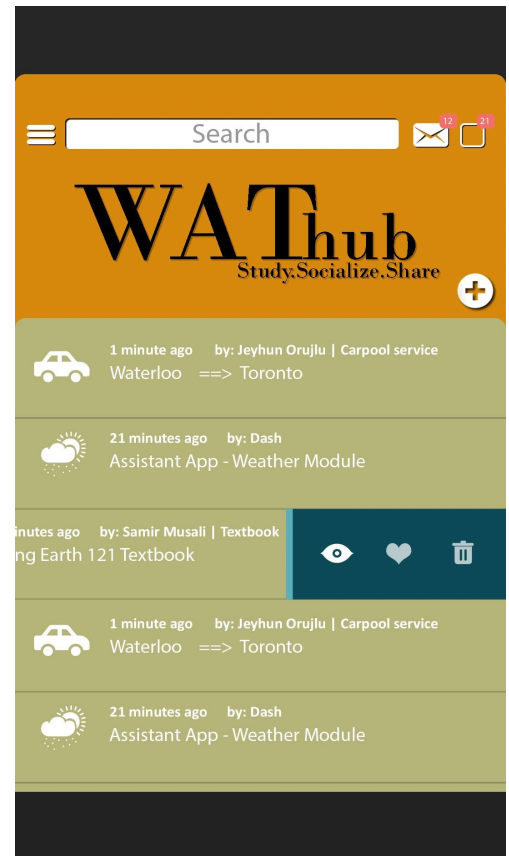 Search
12
21
WAThub
Study.Socialize.Share
1 minute ago by: Jeyhun Orujlu | Carpool service
Waterloo ==> Toronto
21 minutes ago by: Dash
Assistant App - Weather Module
inutes ago by: Samir Musali | Textbook
ng Earth 121 Textbook
1 minute ago by: Jeyhun Orujlu | Carpool service
Waterloo ==> Toronto
21 minutes ago by: Dash
Assistant App - Weather Module